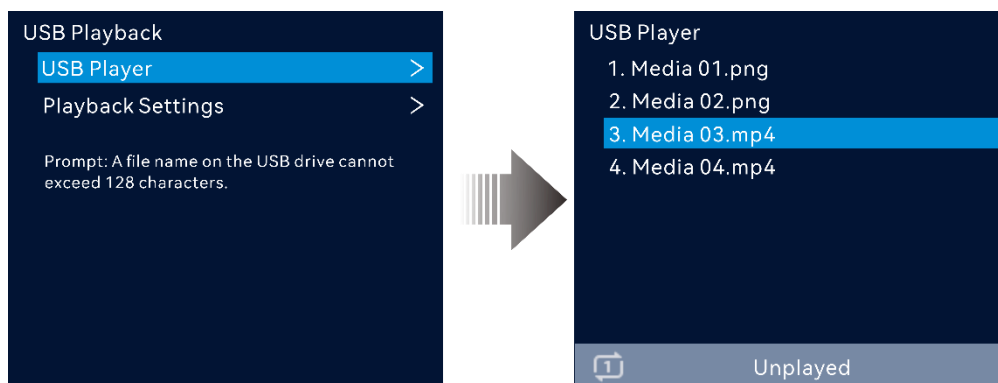 USB Playback
USB Player >
Playback Settings >
Prompt: A file name on the USB drive cannot
exceed 128 characters.
USB Player
1. Media 01.png
2. Media 02.png
3. Media 03.mp4
4. Media 04.mp4
1 Unplayed